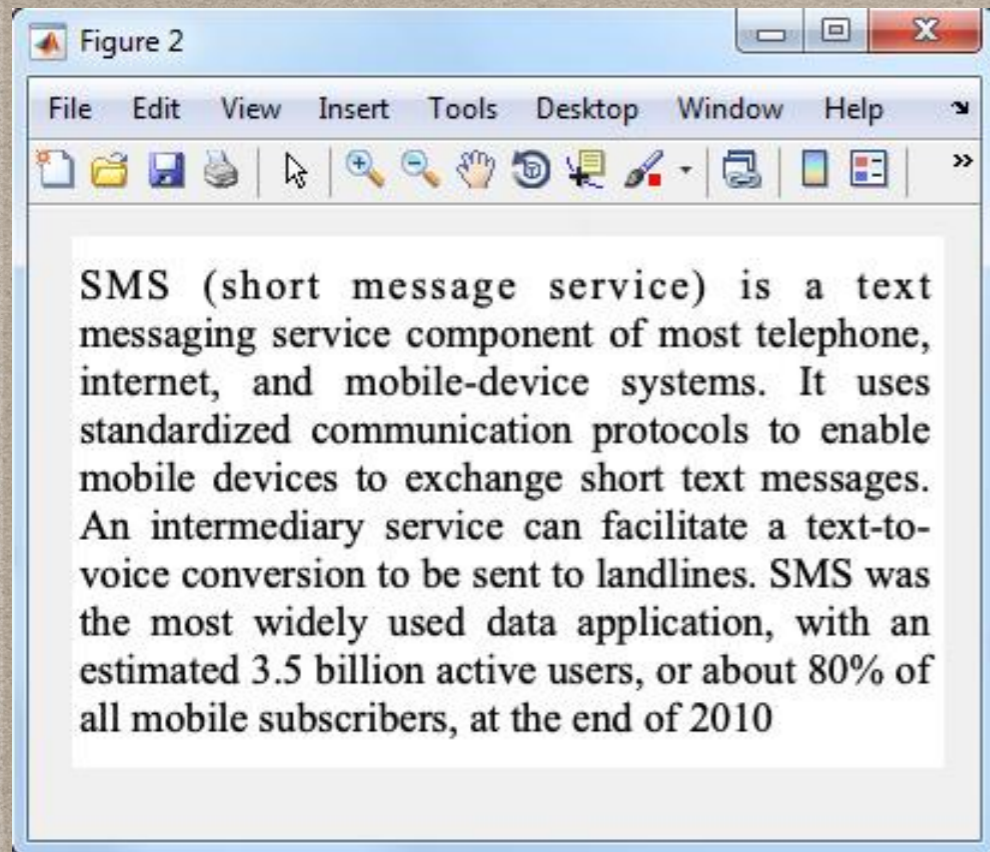 Figure 2
File Edit View Insert Tools Desktop Window Help
SMS (short message service) is a text
messaging service component of most telephone,
internet, and mobile-device systems. It uses
standardized communication protocols to enable
mobile devices to exchange short text messages.
An intermediary service can facilitate a text-to-
voice conversion to be sent to landlines. SMS was
the most widely used data application, with an
estimated 3.5 billion active users, or about 80% of
all mobile subscribers, at the end of 2010